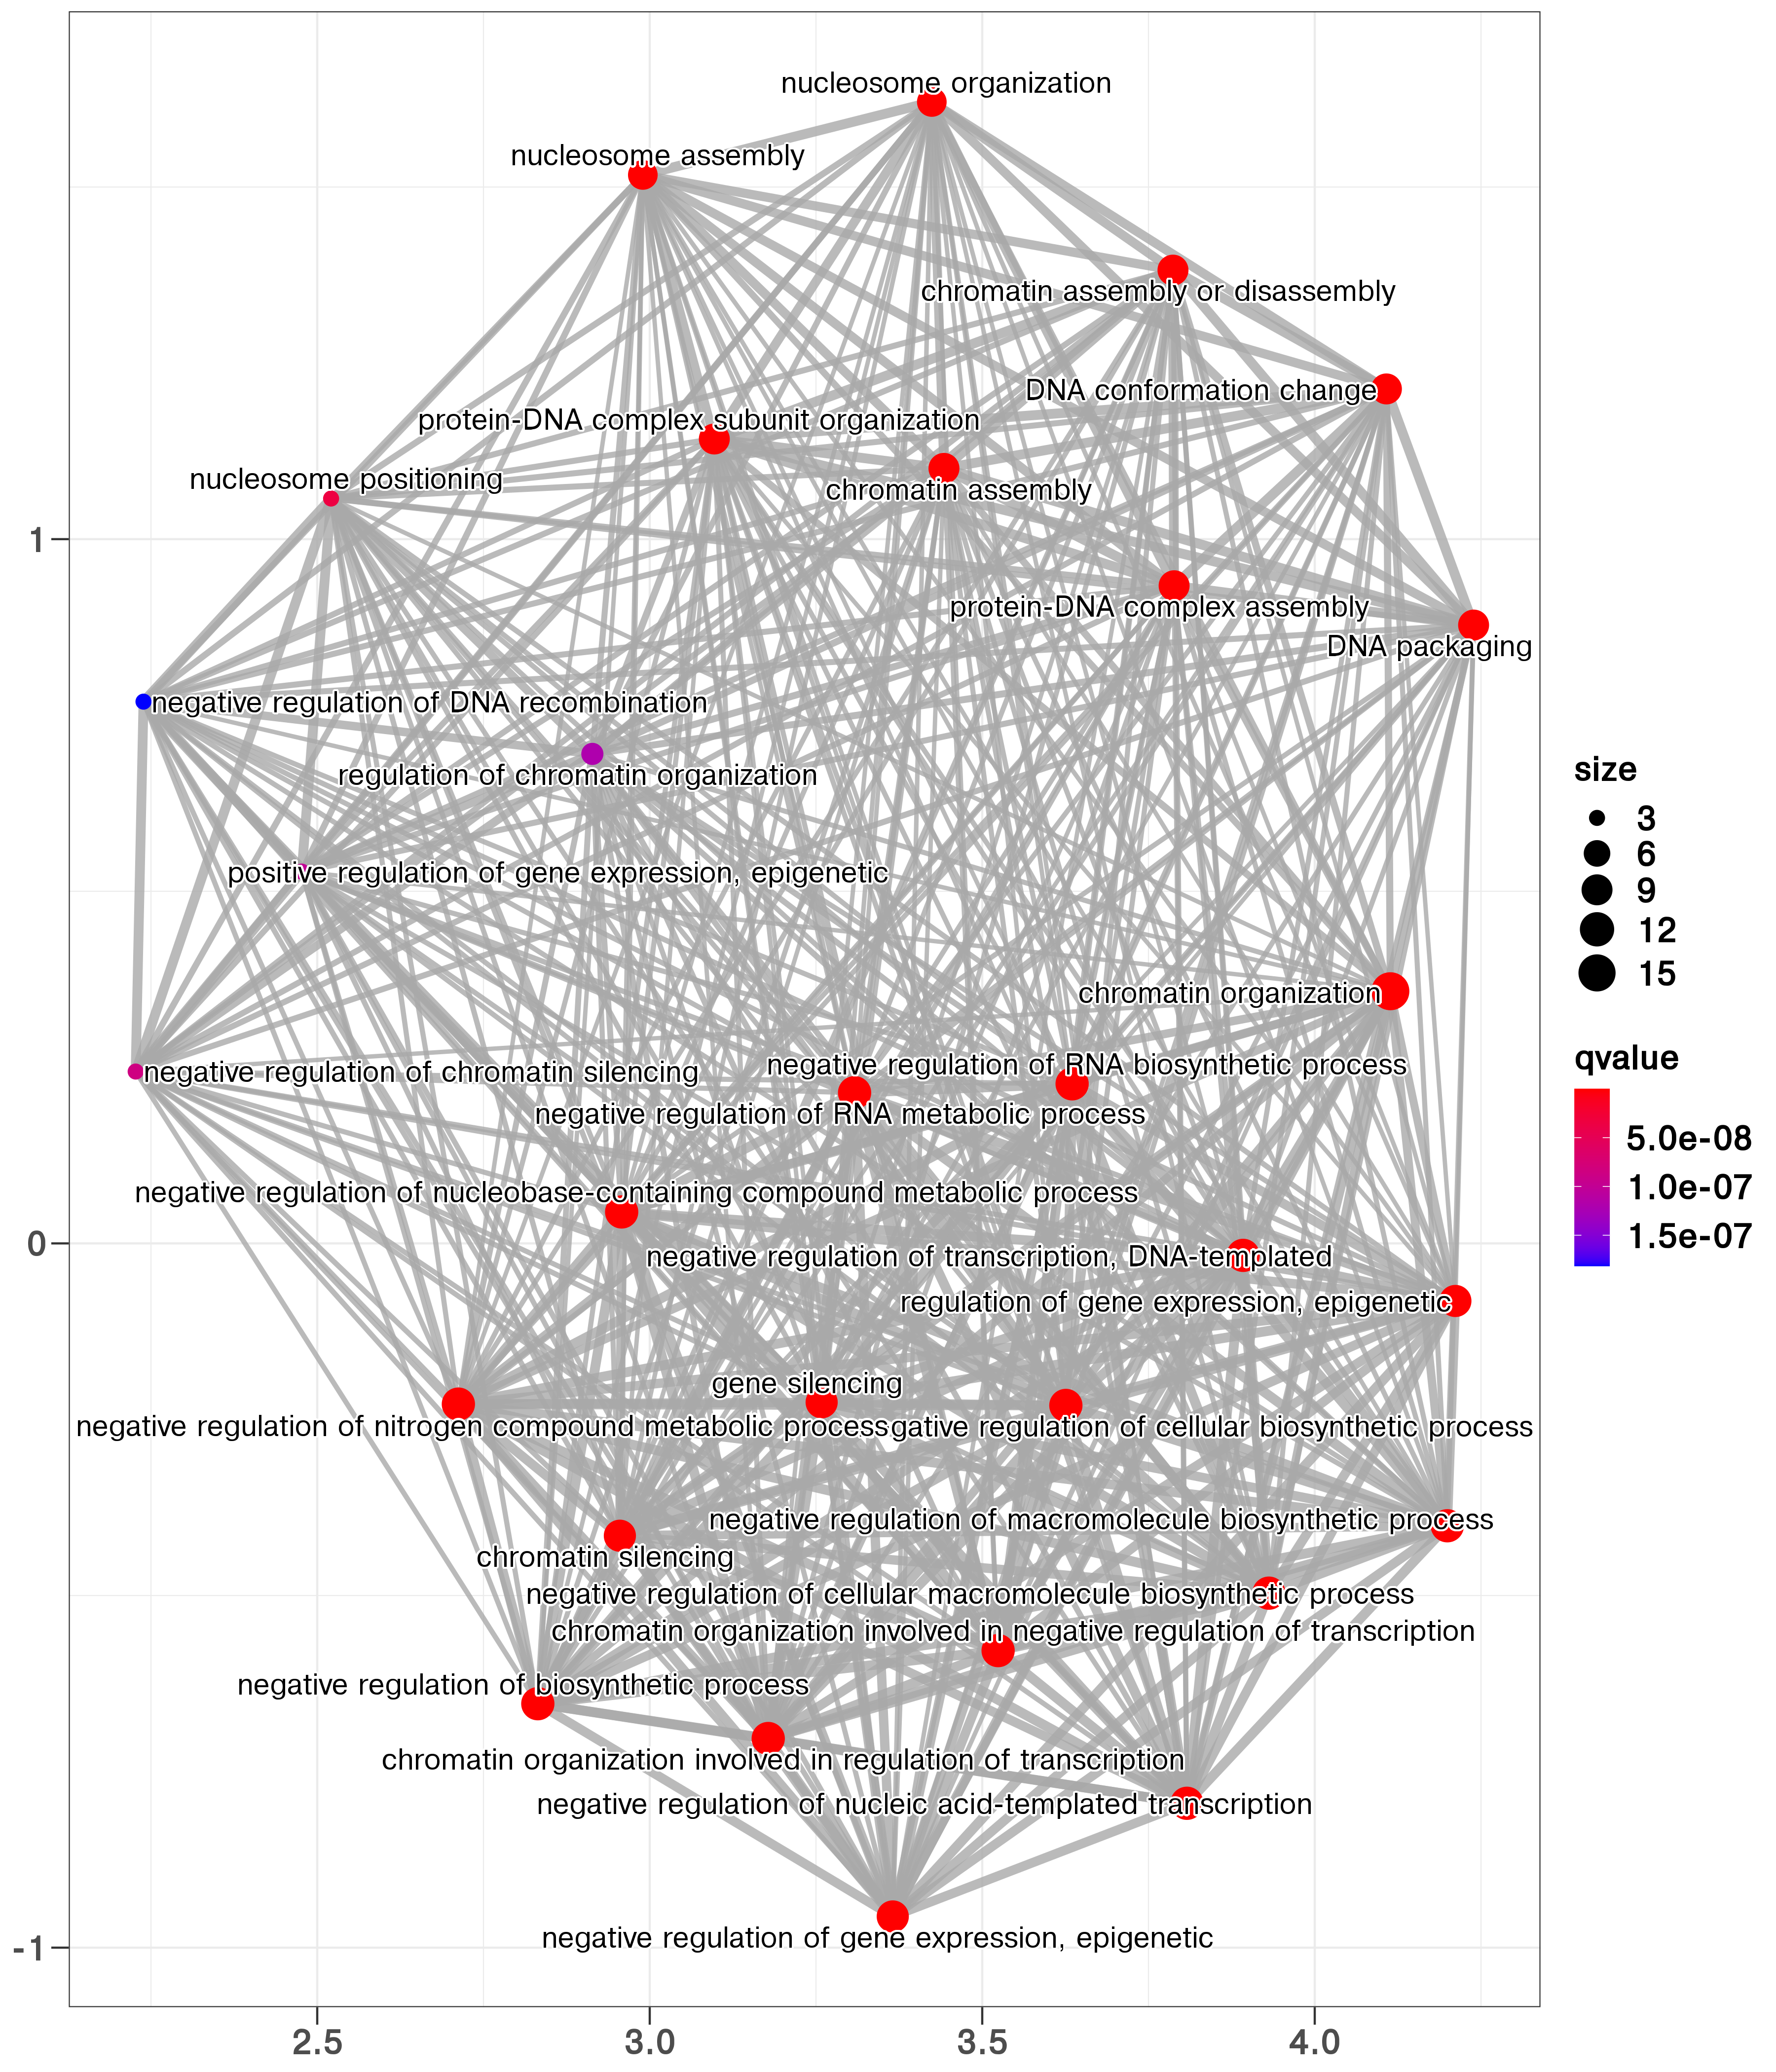 nucleosome organization
nucleosome assembly
chromatin assembly or disassembly
DNA conformation change
protein-DNA complex subunit organization
nucleosome positioning
chromatin assembly
1
protein-DNA complex assembly
DNA packaging
negative regulation of DNA recombination
regulation of chromatin organization
positive regulation of gene expression, epigenetic
chromatin organization
negative regulation of RNA biosynthetic process
negative regulation of chromatin silencing
negative regulation of RNA metabolic process
negative regulation of nucleobase-containing compound metabolic process
0
negative regulation of transcription, DNA-templated
regulation of gene expression, epigenetic
gene silencing
negative regulation of nitrogen compound metabolic process
gative regulation of cellular biosynthetic process
negative regulation of macromolecule biosynthetic process
chromatin silencing
negative regulation of cellular macromolecule biosynthetic process
chromatin organization involved in negative regulation of transcription
negative regulation of biosynthetic process
chromatin organization involved in regulation of transcription
negative regulation of nucleic acid-templated transcription
negative regulation of gene expression, epigenetic
-1
2.5 3.0 3.5 4.0
size
3
6
9
12
15
qvalue
5.0e-08
1.0e-07
1.5e-07